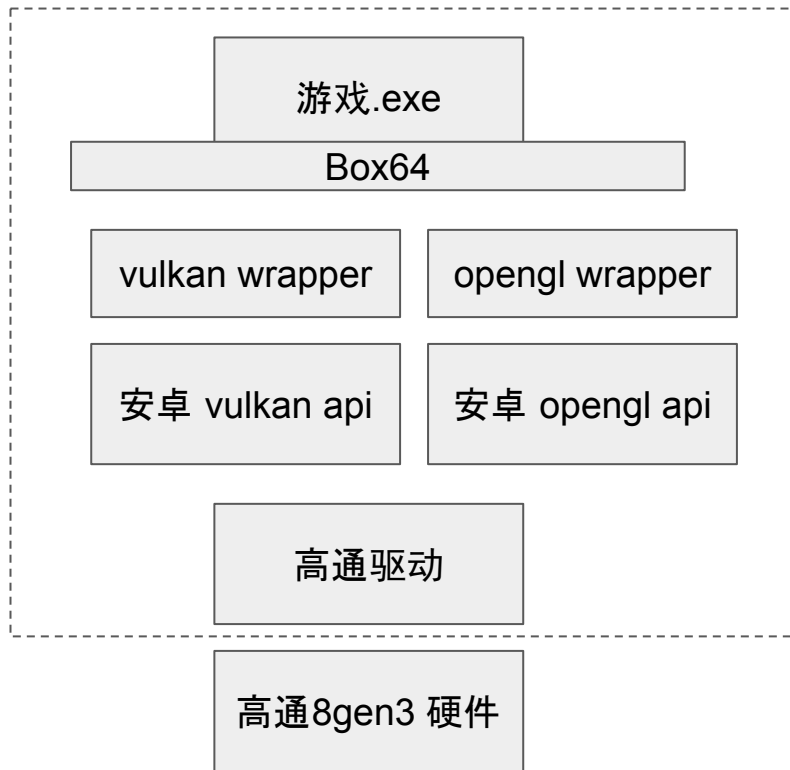 游戏.exe
Box64
vulkan wrapper
opengl wrapper
安卓 vulkan api
安卓 opengl api
高通驱动
高通8gen3 硬件